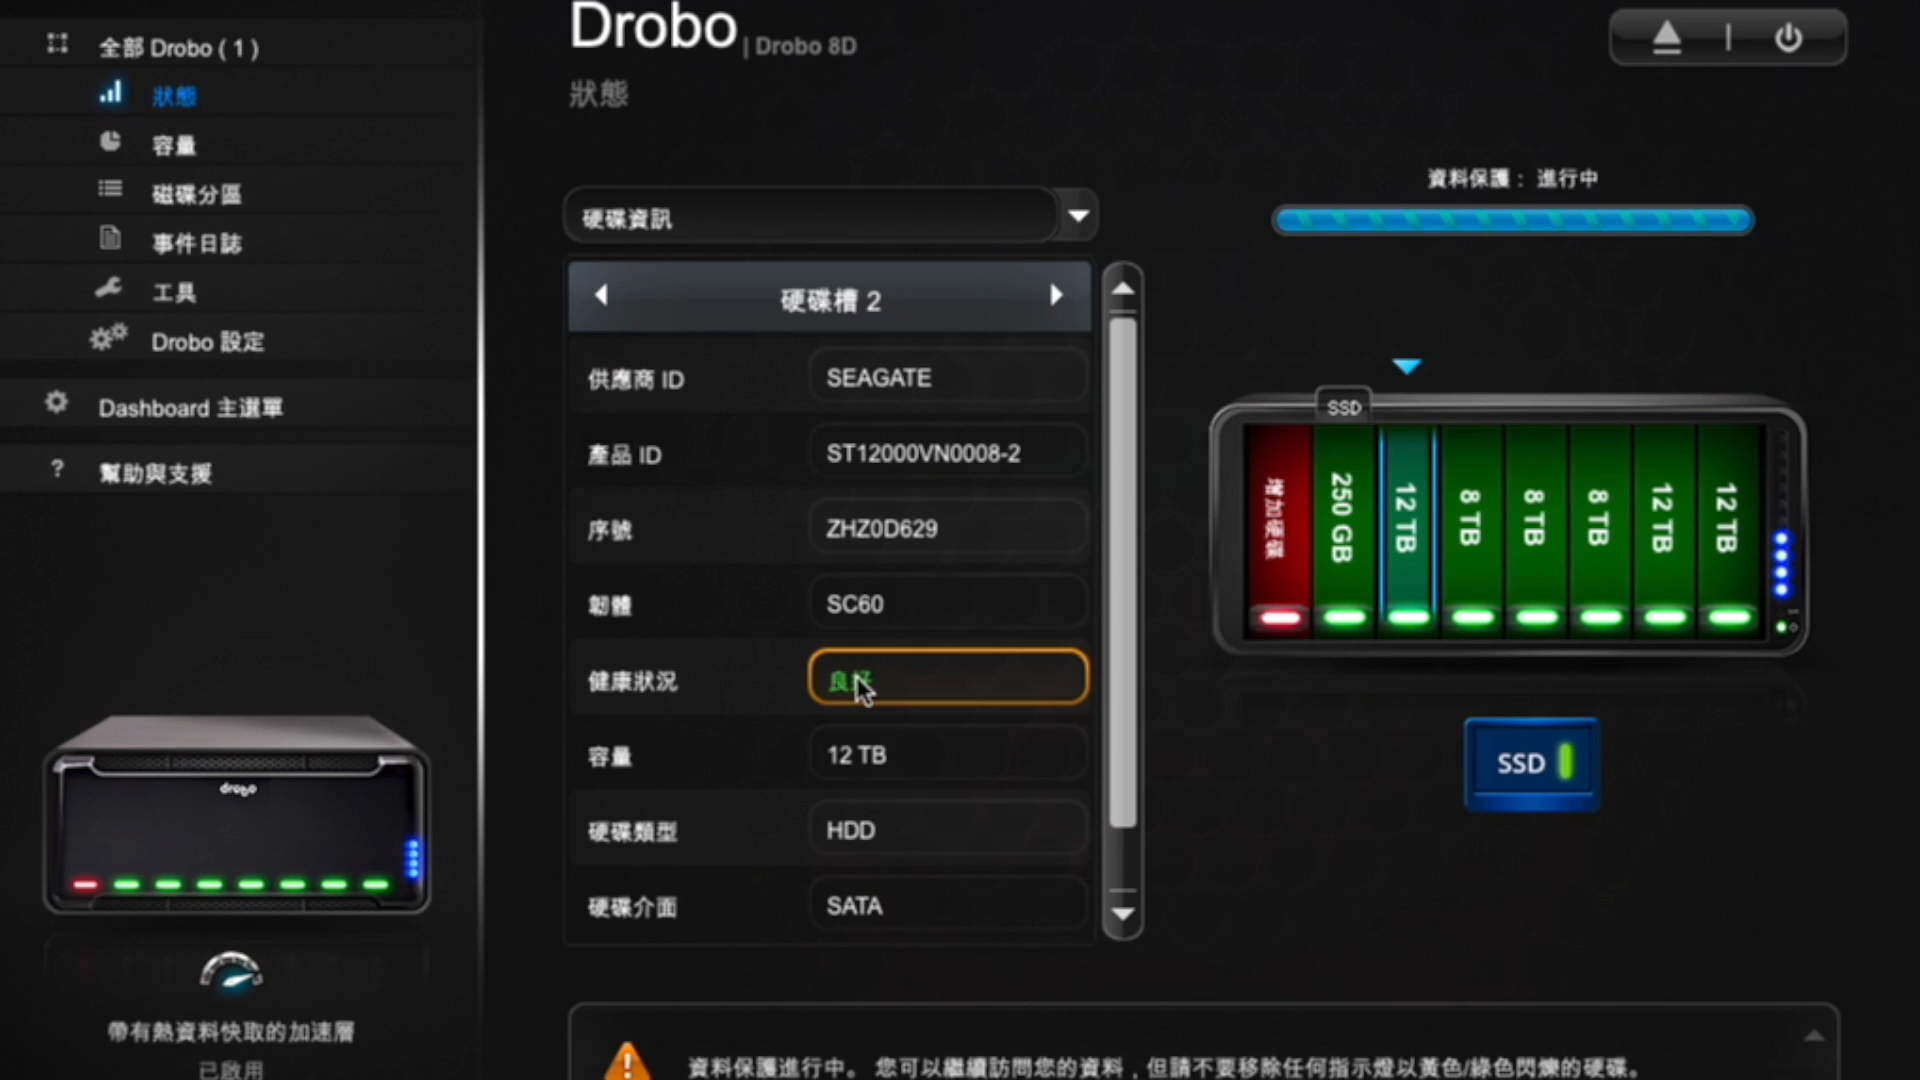 全部 Drobo ( 1 )
狀態
容量
磁碟分區
事件日誌
工具
Drobo 設定
Dashboard 主選單
幫助與支援
drobo
帶有熱資料快取的加速層
已啟用
Drobo | Drobo 8D
狀態
硬碟資訊
硬碟槽 2
供應商 ID SEAGATE
產品 ID ST12000VN0008-2
序號 ZHZ0D629
韌體 SC60
健康狀況 良好
容量 12 TB
硬碟類型 HDD
硬碟介面 SATA
資料保護： 進行中
SSD
增加硬碟
250 GB
12 TB
8 TB
8 TB
8 TB
12 TB
12 TB
SSD
資料保護進行中。 您可以繼續訪問您的資料，但請不要移除任何指示燈以黃色/綠色閃爍的硬碟。